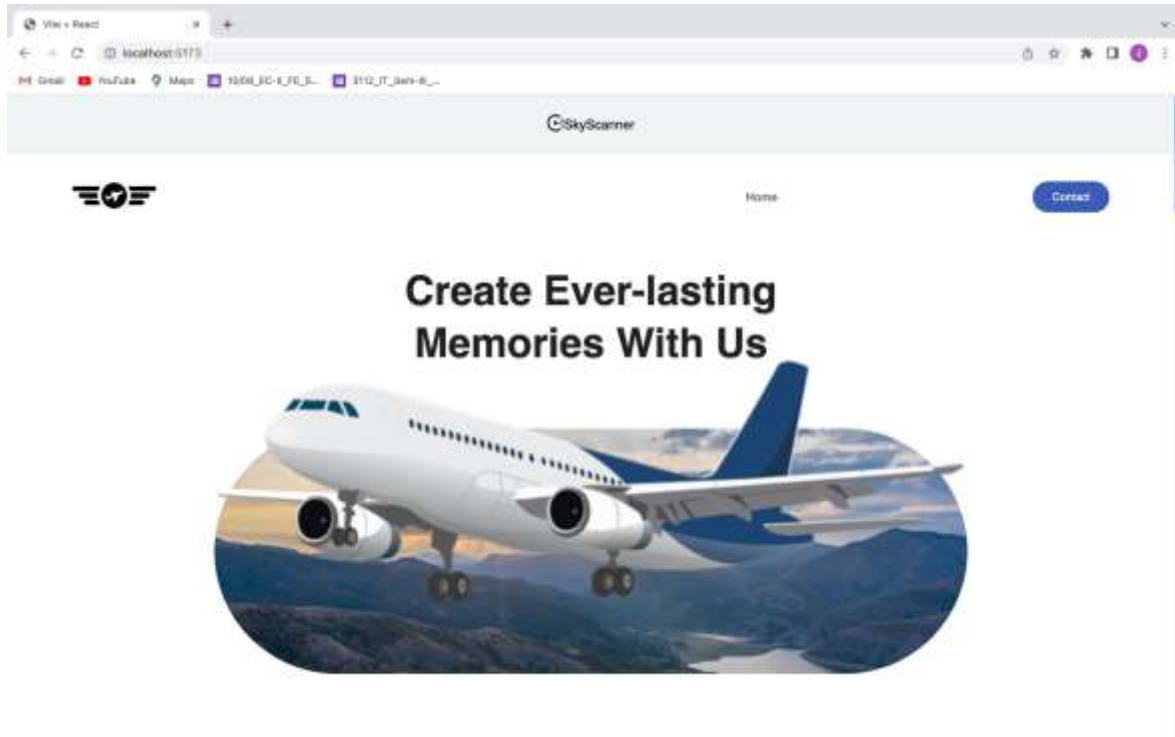 Vite + React
localhost:5173
Gmail YouTube Maps
SkyScanner
Home
Contact
Create Ever-lasting
Memories With Us